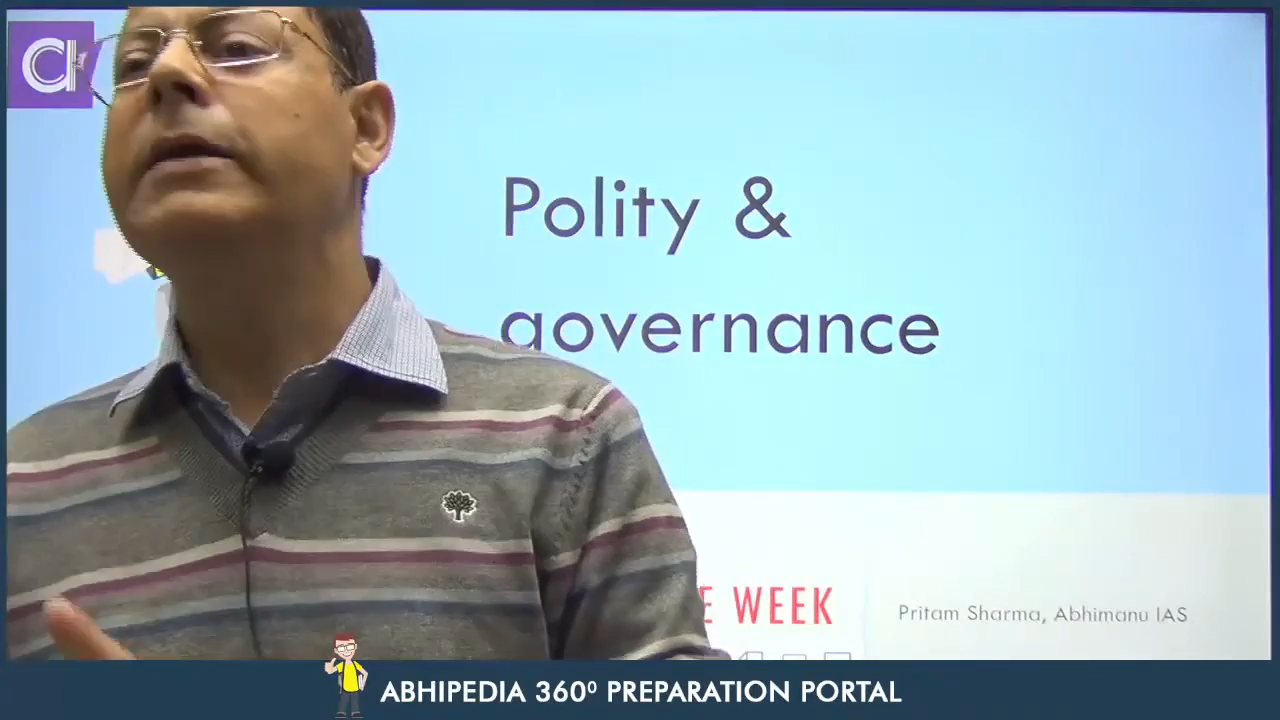 Polity &
governance
E WEEK
Pritam Sharma, Abhimanu IAS
ABHIPEDIA 360⁰ PREPARATION PORTAL